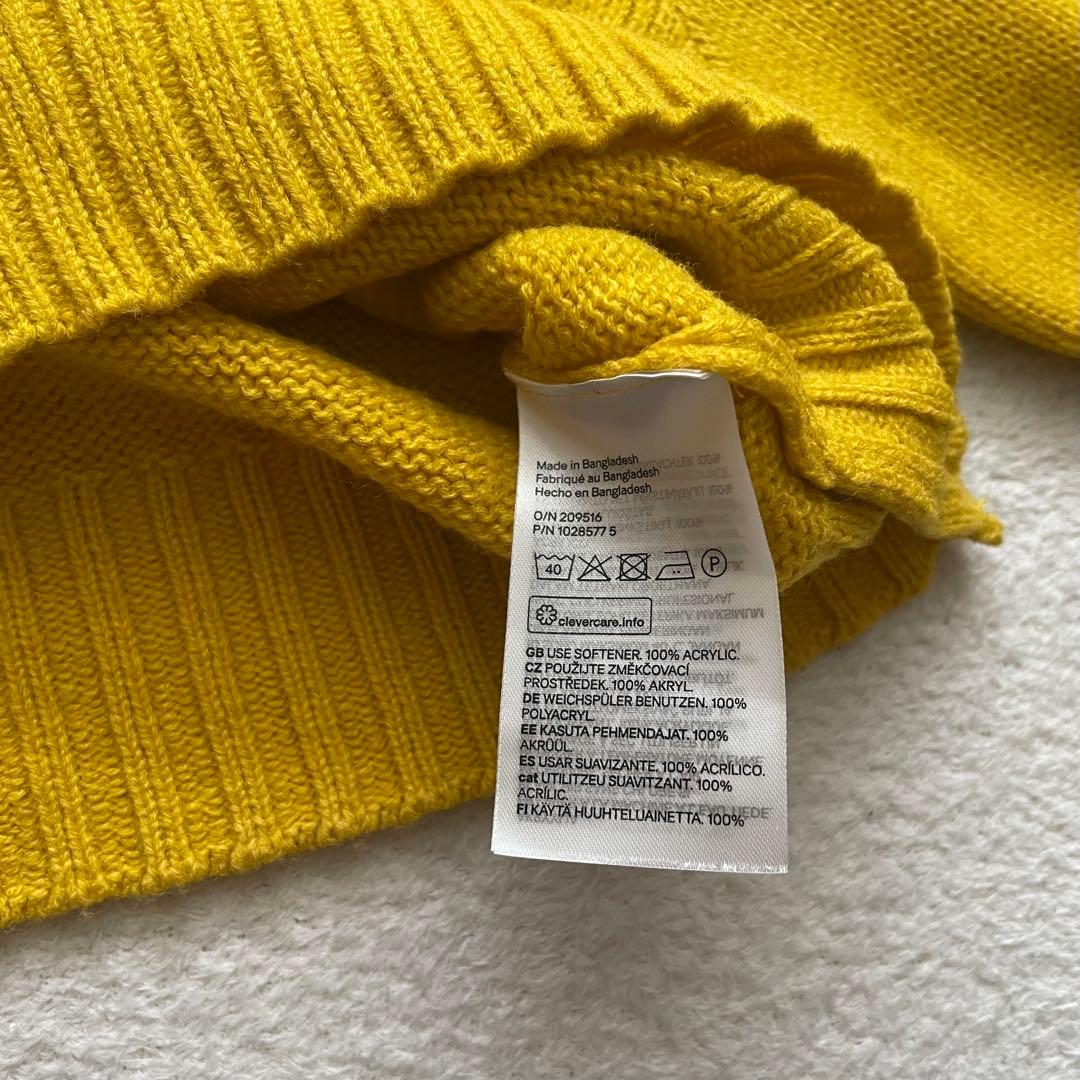 Made in Bangladesh
Fabriqué au Bangladesh
Hecho en Bangladesh
O/N 209516
P/N 1028577 5
40 P
clevercare.info
GB USE SOFTENER. 100% ACRYLIC.
CZ POUŽIJTE ZMĚKČOVACÍ
PROSTŘEDEK. 100% AKRYL.
DE WEICHSPÜLER BENUTZEN. 100%
POLYACRYL.
EE KASUTA PEHMENDAJAT. 100%
AKRÜÜL.
ES USAR SUAVIZANTE. 100% ACRÍLICO.
cat UTILITZEU SUAVITZANT. 100%
ACRÍLIC.
FI KÄYTÄ HUUHTELUAINETTA. 100%